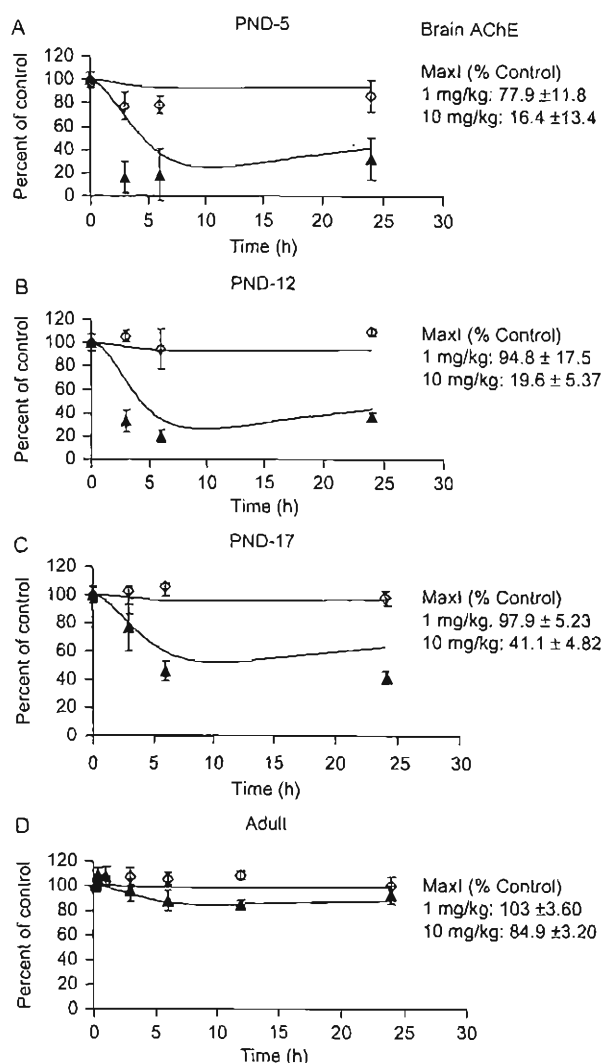 A
PND-5
Brain AChE
MaxI (% Control)
1 mg/kg: 77.9 ±11.8
10 mg/kg: 16.4 ±13.4
Percent of control
120
100
80
60
40
20
0
0 5 10 15 20 25 30
Time (h)
B
PND-12
MaxI (% Control)
1 mg/kg: 94.8 ± 17.5
10 mg/kg: 19.6 ± 5.37
Percent of control
120
100
80
60
40
20
0
0 5 10 15 20 25 30
Time (h)
C
PND-17
MaxI (% Control)
1 mg/kg. 97.9 ± 5.23
10 mg/kg: 41.1 ± 4.82
Percent of control
120
100
80
60
40
20
0
0 5 10 15 20 25 30
Time (h)
D
Adull
MaxI (% Control)
1 mg/kg: 103 ±3.60
10 mg/kg: 84.9 ±3.20
Percent of control
120
100
80
60
40
20
0
0 5 10 15 20 25 30
Time (h)